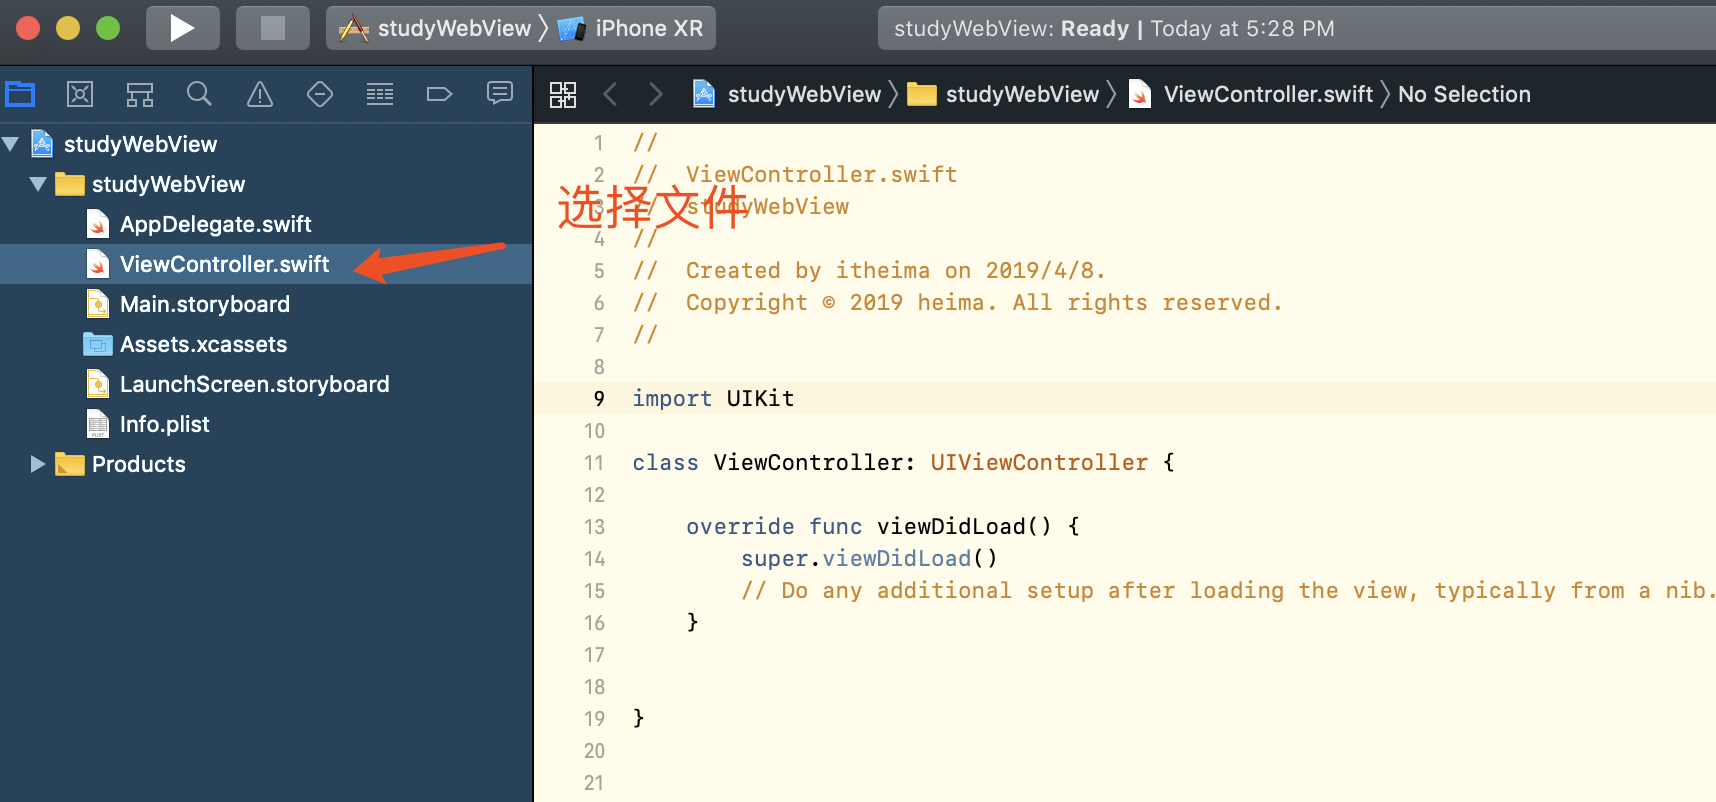 studyWebView iPhone XR
studyWebView: Ready | Today at 5:28 PM
studyWebView studyWebView ViewController.swift No Selection
studyWebView
studyWebView
AppDelegate.swift
ViewController.swift
Main.storyboard
Assets.xcassets
LaunchScreen.storyboard
Info.plist
Products
选择文件
1 //
2 //  ViewController.swift
3 //  studyWebView
4 //
5 //  Created by itheima on 2019/4/8.
6 //  Copyright © 2019 heima. All rights reserved.
7 //
8
9 import UIKit
10
11 class ViewController: UIViewController {
12
13     override func viewDidLoad() {
14         super.viewDidLoad()
15         // Do any additional setup after loading the view, typically from a nib.
16     }
17
18
19 }
20
21